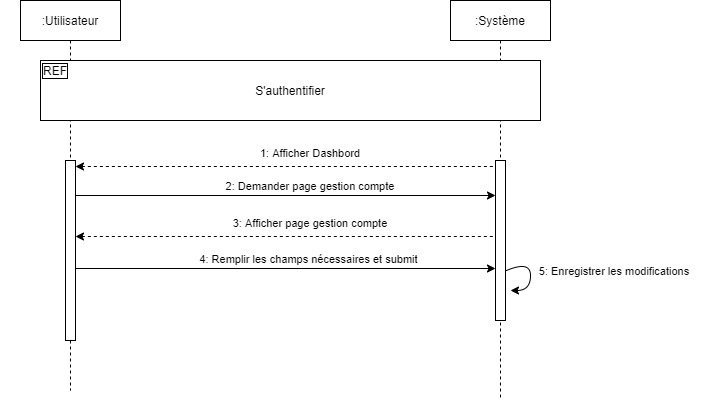 :Utilisateur
:Système
REF
S'authentifier
1: Afficher Dashbord
2: Demander page gestion compte
3: Afficher page gestion compte
4: Remplir les champs nécessaires et submit
5: Enregistrer les modifications